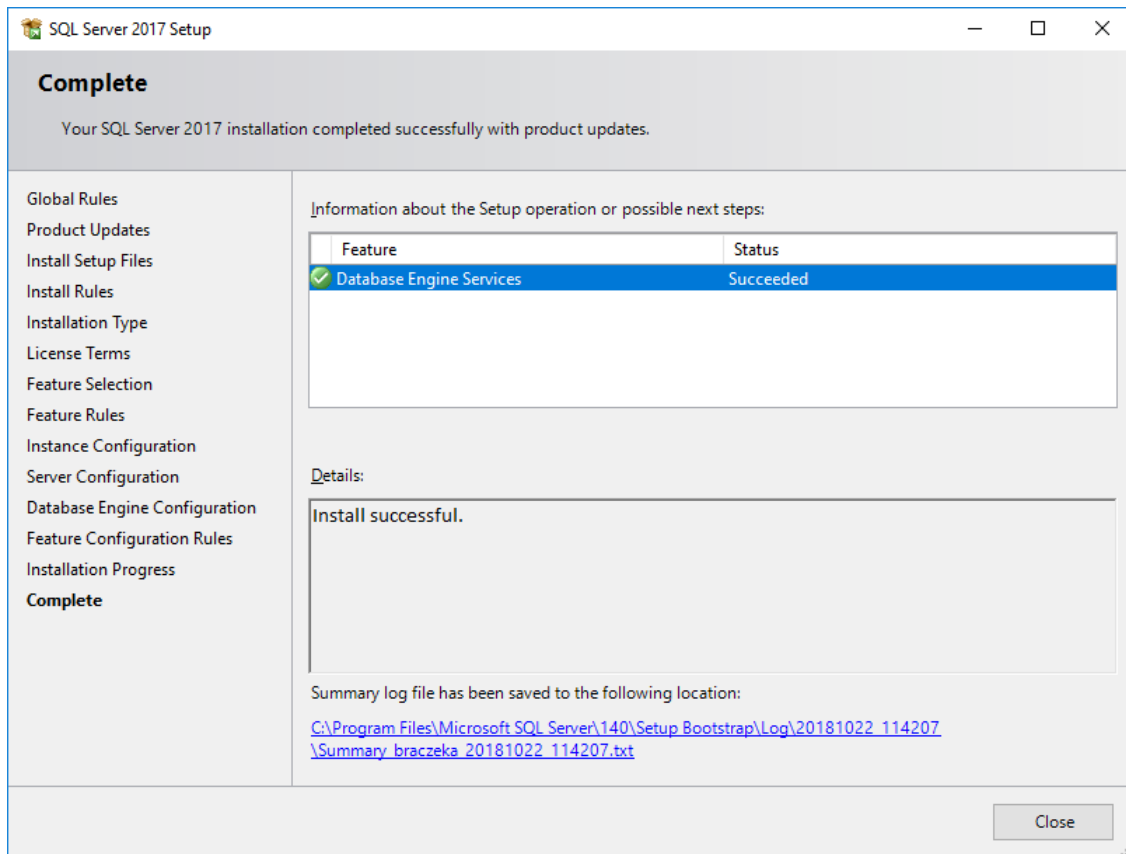 SQL Server 2017 Setup
Complete
Your SQL Server 2017 installation completed successfully with product updates.
Global Rules
Product Updates
Install Setup Files
Install Rules
Installation Type
License Terms
Feature Selection
Feature Rules
Instance Configuration
Server Configuration
Database Engine Configuration
Feature Configuration Rules
Installation Progress
Complete
Information about the Setup operation or possible next steps:
Feature Status
Database Engine Services Succeeded
Details:
Install successful.
Summary log file has been saved to the following location:
C:\Program Files\Microsoft SQL Server\140\Setup Bootstrap\Log\20181022_114207
\Summary_braczeka_20181022_114207.txt
Close